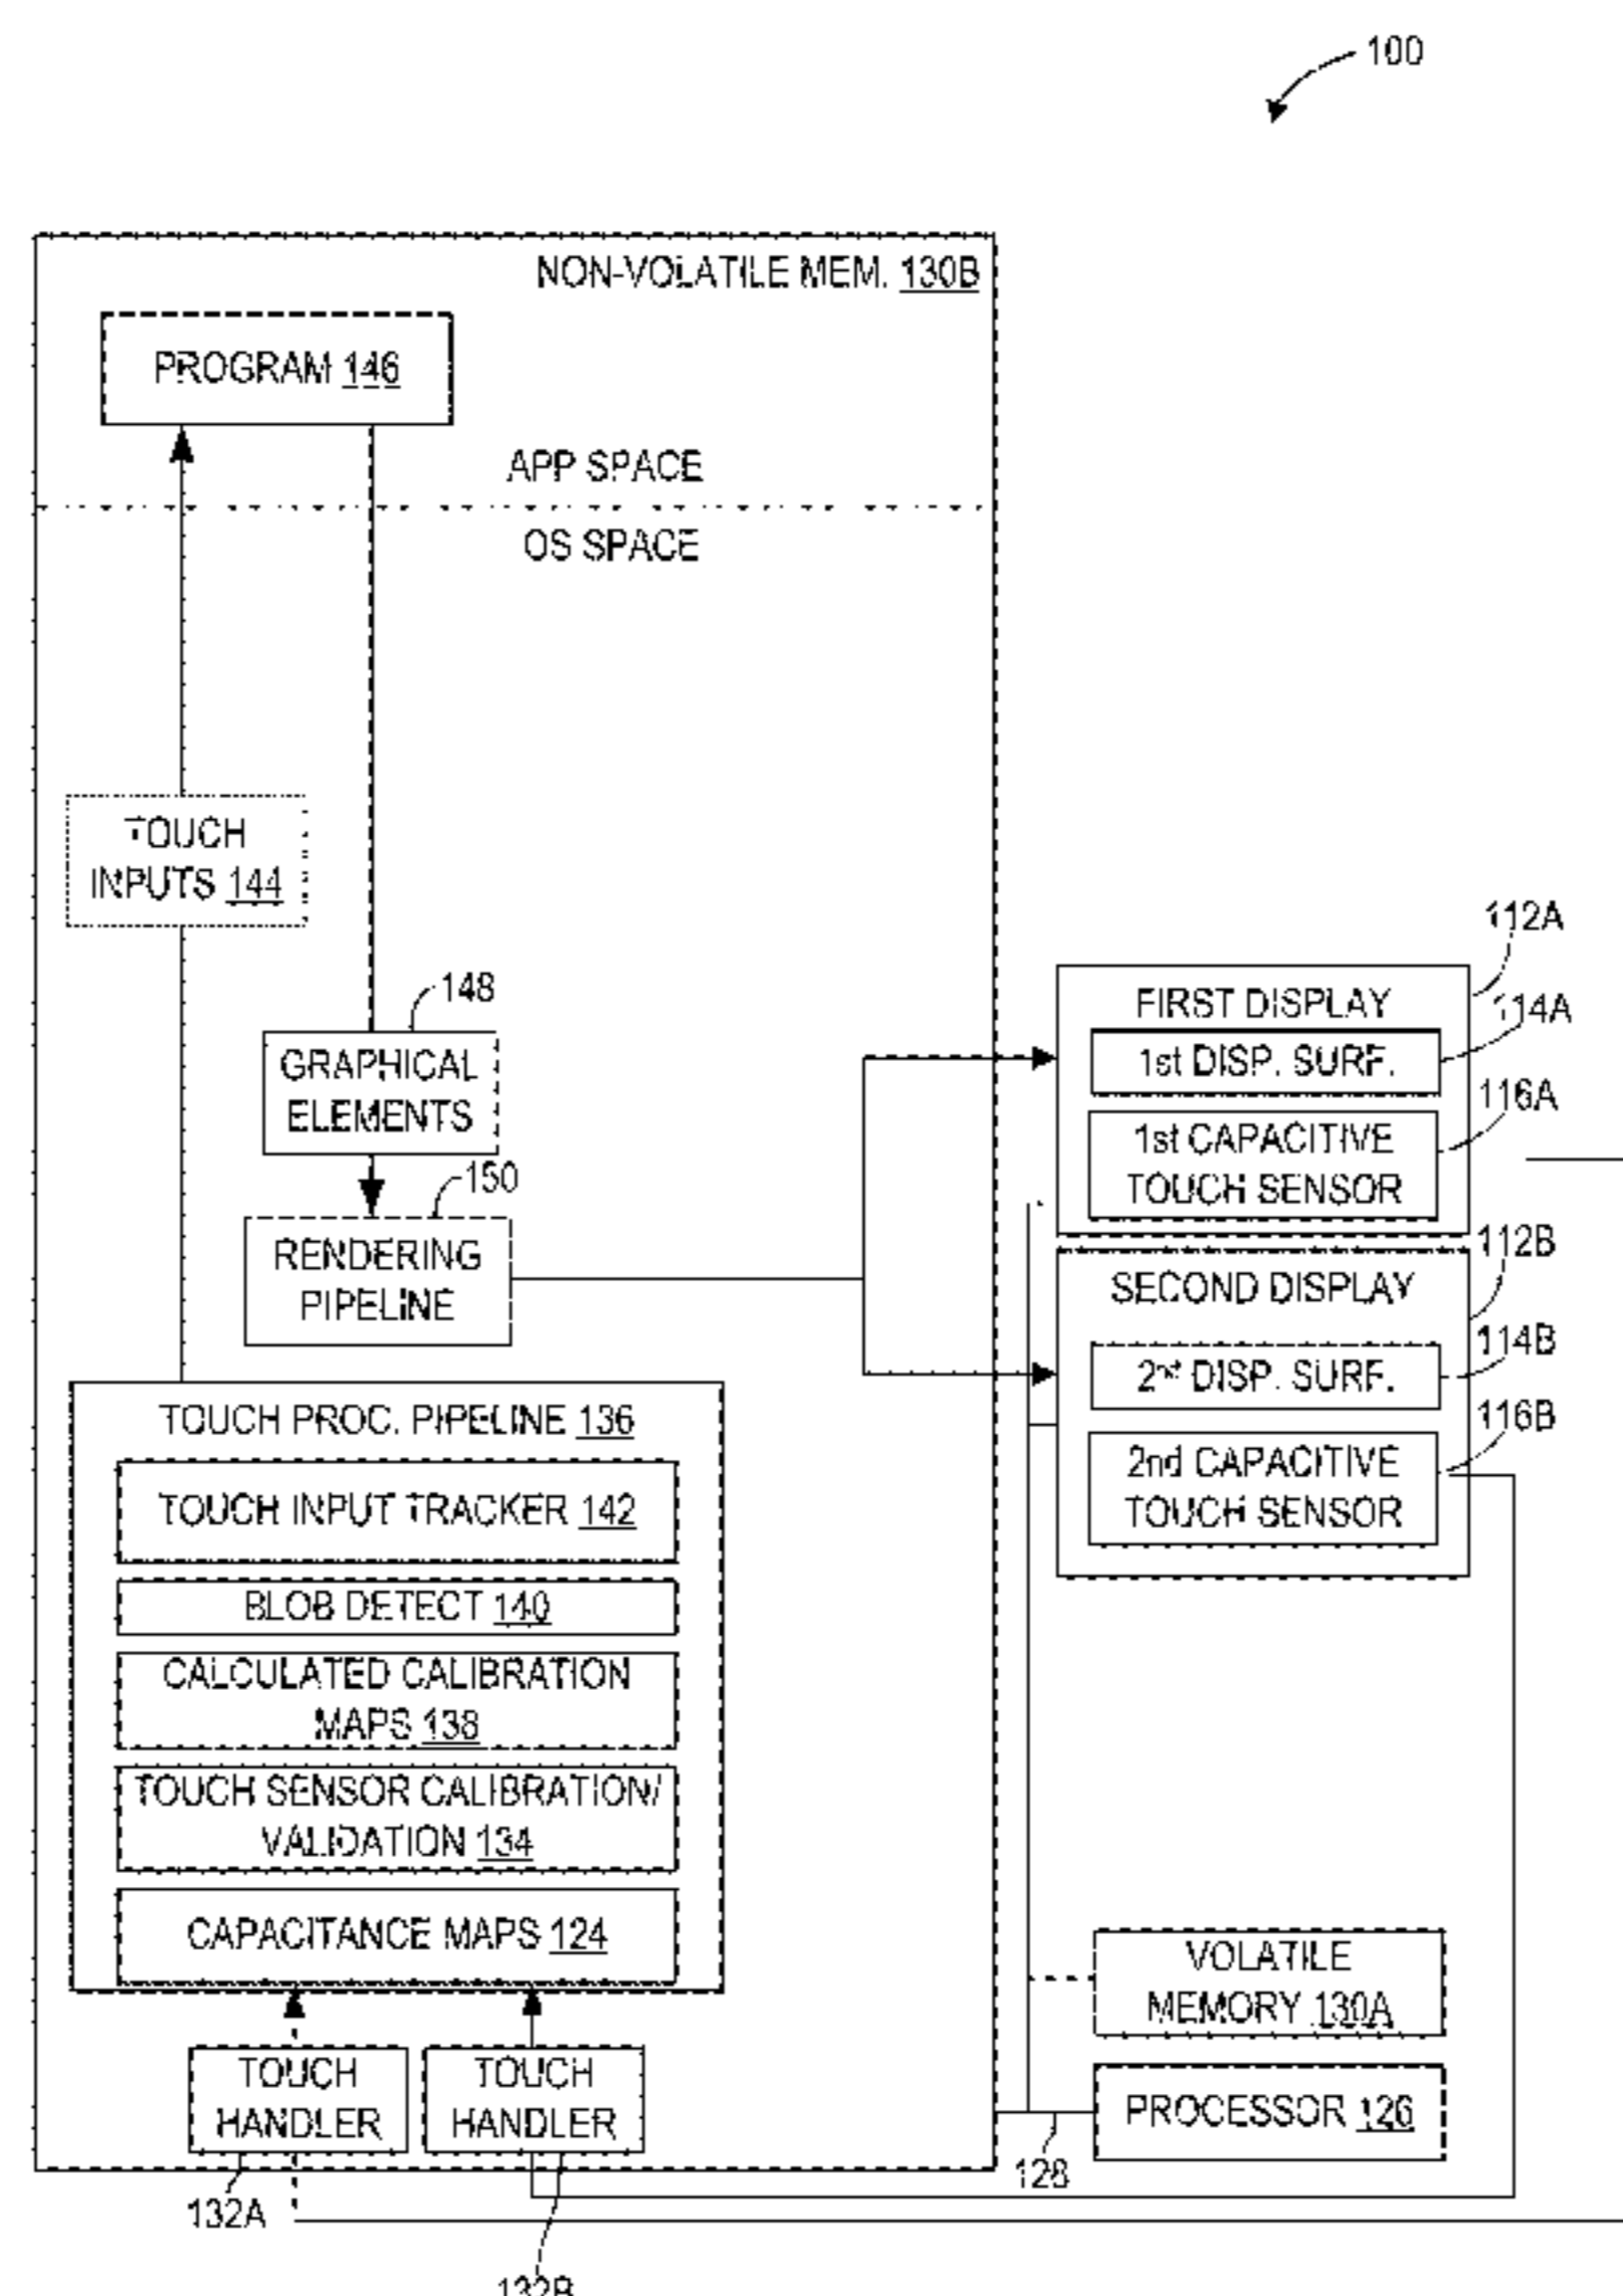 100
NON-VOLATILE MEM. 130B
PROGRAM 146
APP SPACE
OS SPACE
TOUCH
INPUTS 144
148
GRAPHICAL
ELEMENTS
150
RENDERING
PIPELINE
112A
FIRST DISPLAY
114A
1st DISP. SURF.
116A
1st CAPACITIVE
TOUCH SENSOR
112B
SECOND DISPLAY
114B
2nd DISP. SURF.
116B
2nd CAPACITIVE
TOUCH SENSOR
TOUCH PROC. PIPELINE 136
TOUCH INPUT TRACKER 142
BLOB DETECT 140
CALCULATED CALIBRATION
MAPS 138
TOUCH SENSOR CALIBRATION/
VALIDATION 134
CAPACITANCE MAPS 124
TOUCH
HANDLER
TOUCH
HANDLER
132A
132B
VOLATILE
MEMORY 130A
PROCESSOR 126
128